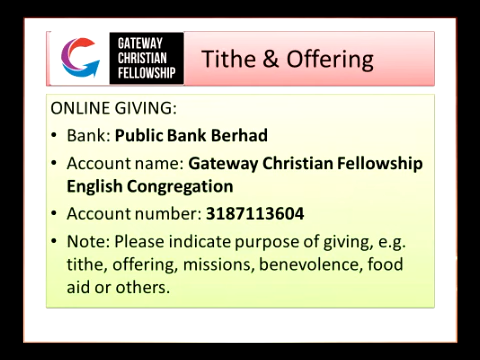 GATEWAY
CHRISTIAN
FELLOWSHIP
Tithe & Offering
ONLINE GIVING:
• Bank: Public Bank Berhad
• Account name: Gateway Christian Fellowship
English Congregation
• Account number: 3187113604
• Note: Please indicate purpose of giving, e.g.
tithe, offering, missions, benevolence, food
aid or others.